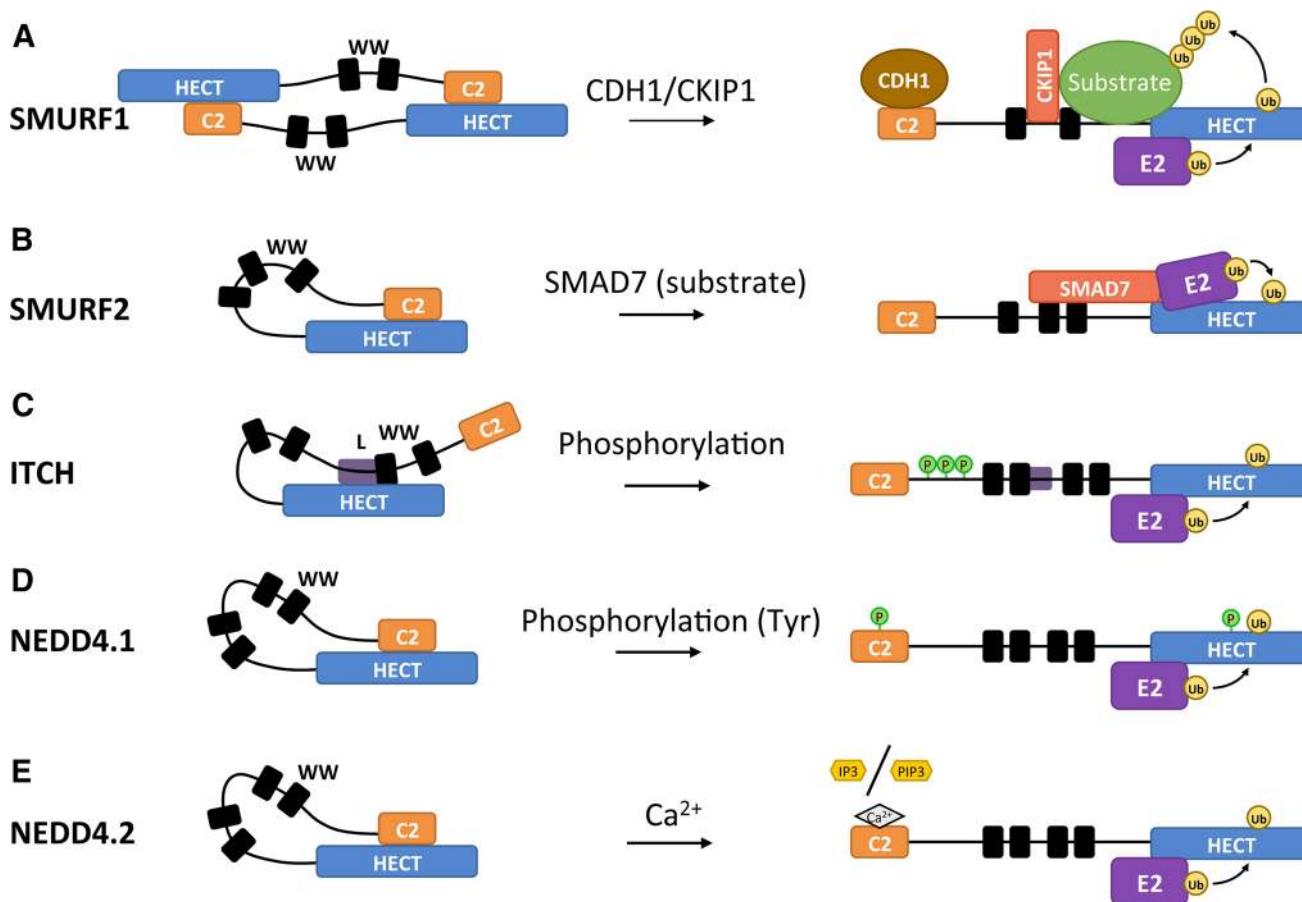 A
SMURF1
HECT
WW
C2
C2
WW
HECT
CDH1/CKIP1
CDH1
C2
CKIP1
Substrate
Ub
Ub
Ub
Ub
HECT
E2
Ub
B
SMURF2
WW
C2
HECT
SMAD7 (substrate)
C2
SMAD7
E2
Ub
Ub
HECT
C
ITCH
L
WW
C2
HECT
Phosphorylation
C2
P
P
P
Ub
HECT
E2
Ub
D
NEDD4.1
WW
C2
HECT
Phosphorylation (Tyr)
P
C2
P
Ub
HECT
E2
Ub
E
NEDD4.2
WW
C2
HECT
Ca²⁺
IP3
PIP3
Ca²⁺
C2
Ub
HECT
E2
Ub